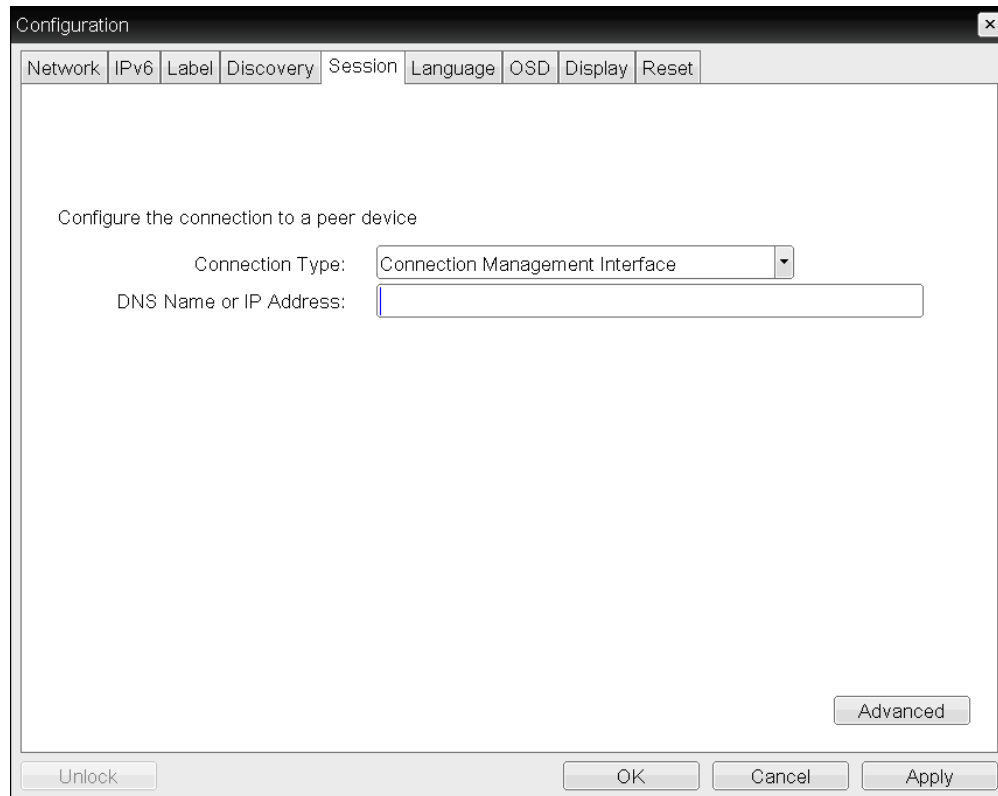 Configuration
Network IPv6 Label Discovery Session Language OSD Display Reset
Configure the connection to a peer device
Connection Type: Connection Management Interface
DNS Name or IP Address:
Advanced
Unlock OK Cancel Apply